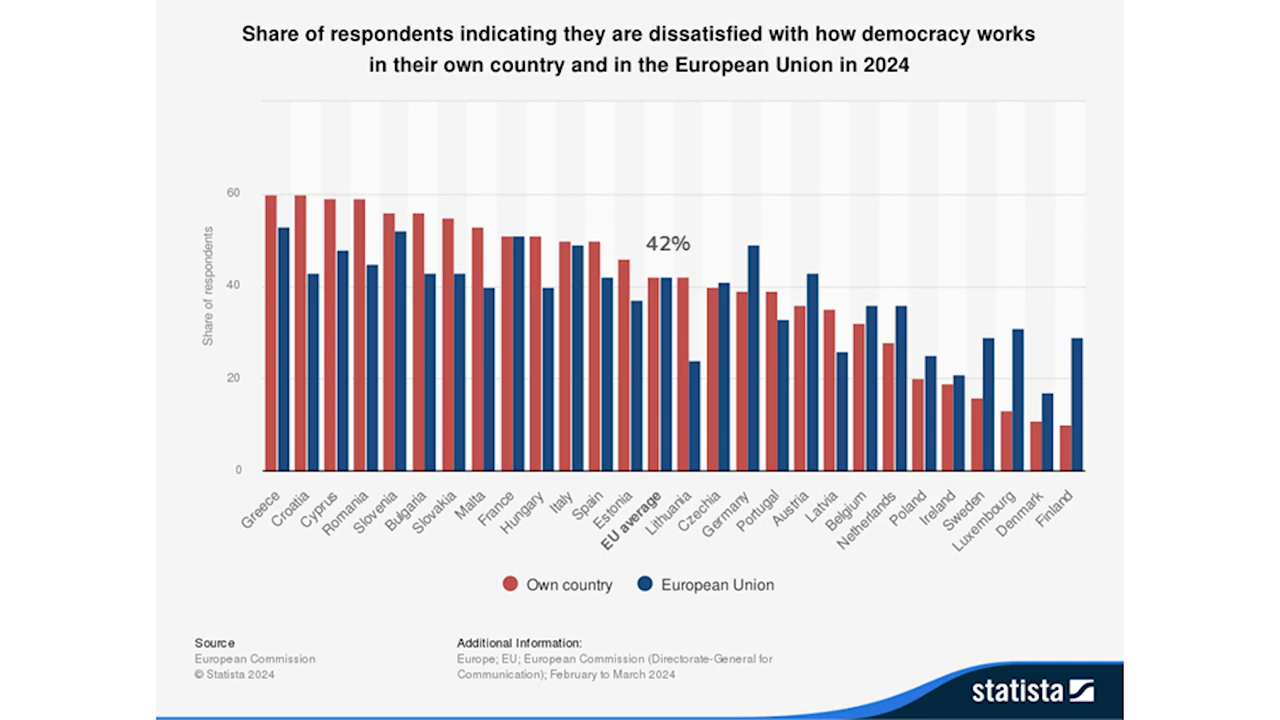 Share of respondents indicating they are dissatisfied with how democracy works
in their own country and in the European Union in 2024
Share of respondents
60
40
20
0
42%
Greece
Croatia
Cyprus
Romania
Slovenia
Bulgaria
Slovakia
Malta
France
Hungary
Italy
Spain
Estonia
EU average
Lithuania
Czechia
Germany
Portugal
Austria
Latvia
Belgium
Netherlands
Poland
Ireland
Sweden
Luxembourg
Denmark
Finland
Own country
European Union
Source
European Commission
© Statista 2024
Additional Information:
Europe; EU; European Commission (Directorate-General for
Communication); February to March 2024
statista